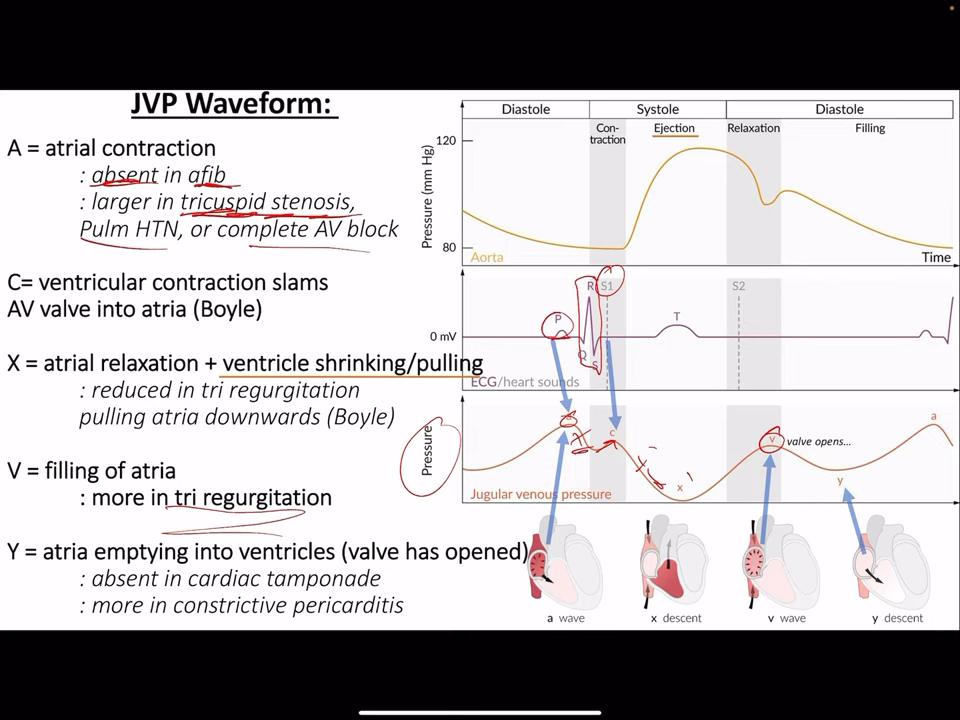 JVP Waveform:
A = atrial contraction
: absent in afib
: larger in tricuspid stenosis,
Pulm HTN, or complete AV block
C= ventricular contraction slams
AV valve into atria (Boyle)
X = atrial relaxation + ventricle shrinking/pulling
: reduced in tri regurgitation
pulling atria downwards (Boyle)
V = filling of atria
: more in tri regurgitation
Y = atria emptying into ventricles (valve has opened)
: absent in cardiac tamponade
: more in constrictive pericarditis
Diastole Systole Diastole
Con-
traction
Ejection Relaxation Filling
120
Pressure (mm Hg)
80
Aorta Time
R S1 S2
P T
0 mV
Q S
ECG/heart sounds
Pressure
a
x c v valve opens... a
x' x y
Jugular venous pressure
a wave x descent v wave y descent